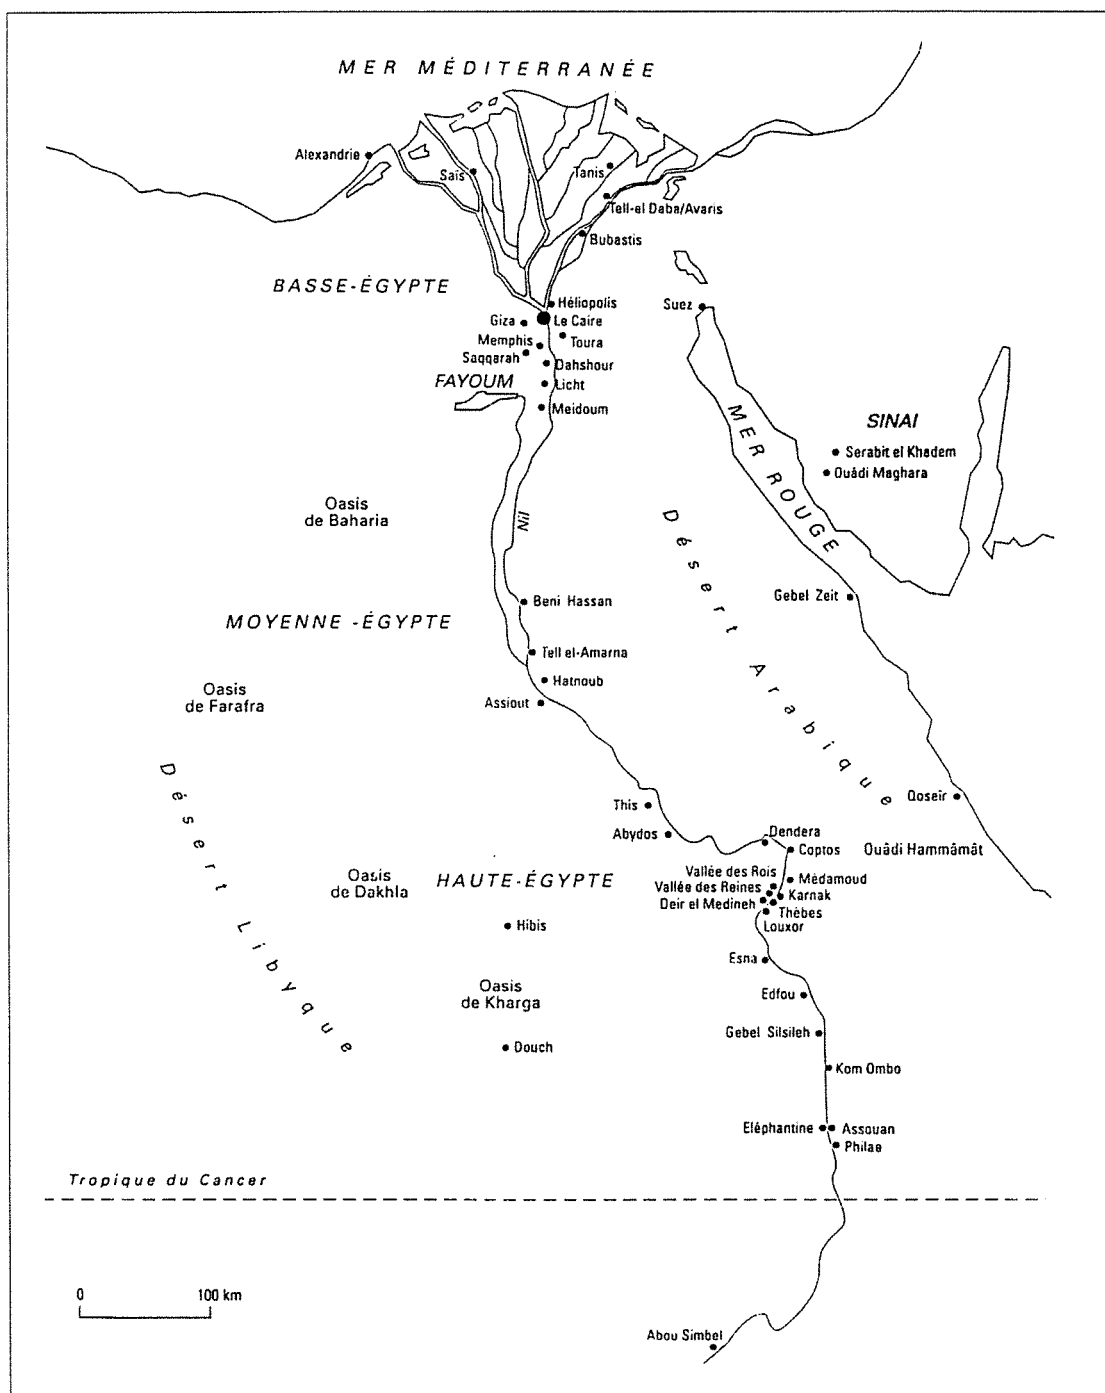 MER MÉDITERRANÉE
Alexandrie
Saïs
Tanis
Tell-el Daba/Avaris
Bubastis
BASSE-ÉGYPTE
Héliopolis
Suez
Giza
Le Caire
Toura
Memphis
Saqqarah
Dahshour
FAYOUM
Licht
Meidoum
MER ROUGE
SINAI
Serabit el Khadem
Ouâdi Maghara
Oasis
de Baharia
Nil
Désert Arabique
Beni Hassan
Gebel Zeit
MOYENNE-ÉGYPTE
Tell el-Amarna
Hatnoub
Oasis
de Farafra
Assiout
Désert Libyque
This
Qoseïr
Abydos
Dendera
Coptos
Ouâdi Hammâmât
Oasis
de Dakhla
HAUTE-ÉGYPTE
Vallée des Rois
Médamoud
Vallée des Reines
Karnak
Deir el Medineh
Thèbes
Louxor
Hibis
Esna
Oasis
de Kharga
Edfou
Gebel Silsileh
Douch
Kom Ombo
Eléphantine
Assouan
Philae
Tropique du Cancer
0 100 km
Abou Simbel